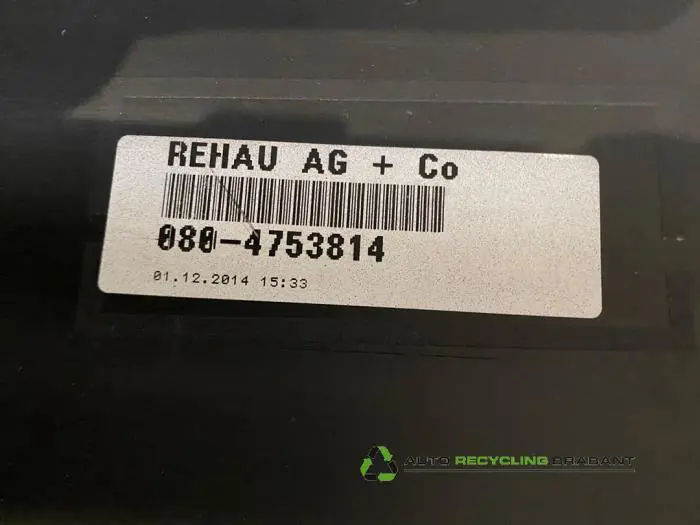 REHAU AG + Co
080-4753814
01.12.2014 15:33
AUTO RECYCLING BRABANT